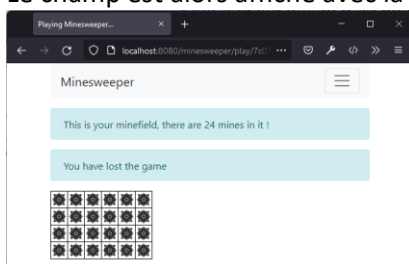 Le champ est alors affiché avec la
Playing Minesweeper...
localhost:8080/minesweeper/play/7c0
Minesweeper
This is your minefield, there are 24 mines in it !
You have lost the game